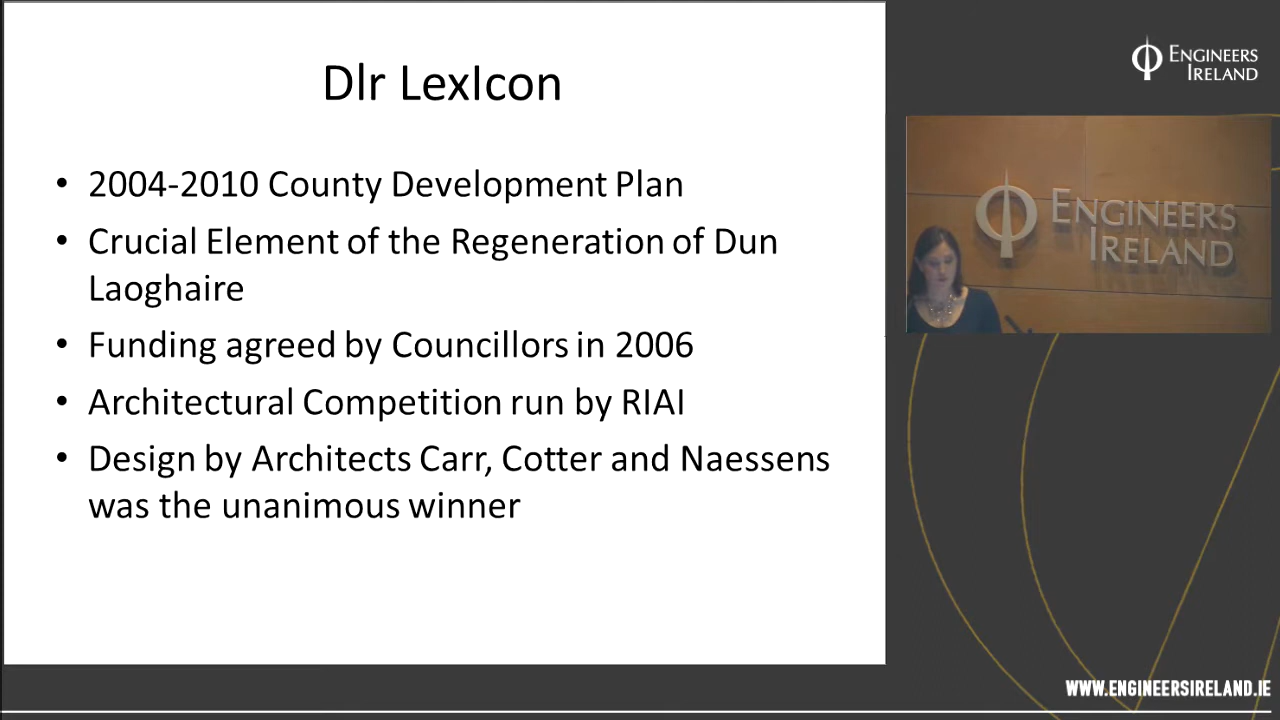 Dlr LexIcon
• 2004-2010 County Development Plan
• Crucial Element of the Regeneration of Dun
Laoghaire
• Funding agreed by Councillors in 2006
• Architectural Competition run by RIAI
• Design by Architects Carr, Cotter and Naessens
was the unanimous winner
ENGINEERS
IRELAND
ENGINEERS
IRELAND
WWW.ENGINEERSIRELAND.IE